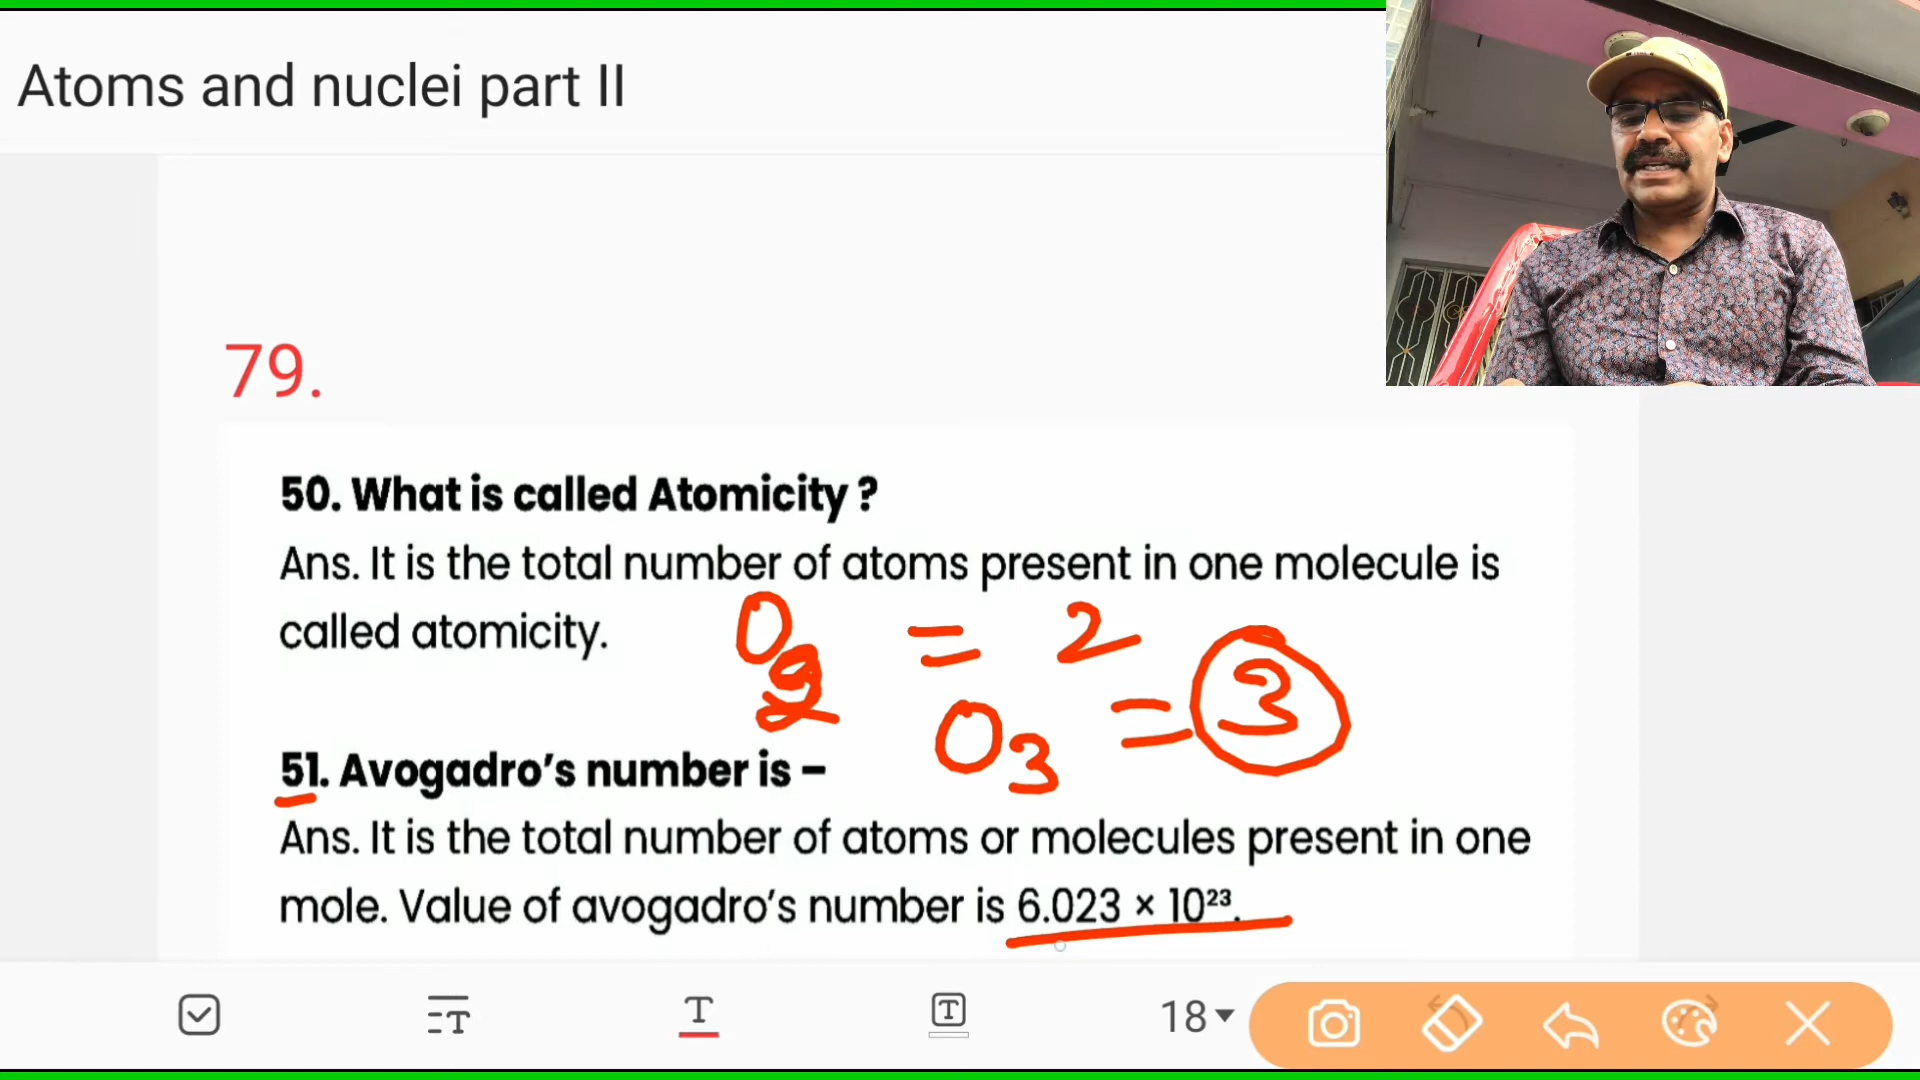 Atoms and nuclei part II
79.
50. What is called Atomicity ?
Ans. It is the total number of atoms present in one molecule is
called atomicity.
O2 = 2
O3 = 3
51. Avogadro’s number is –
Ans. It is the total number of atoms or molecules present in one
mole. Value of avogadro’s number is 6.023 × 10²³.
T T T 18